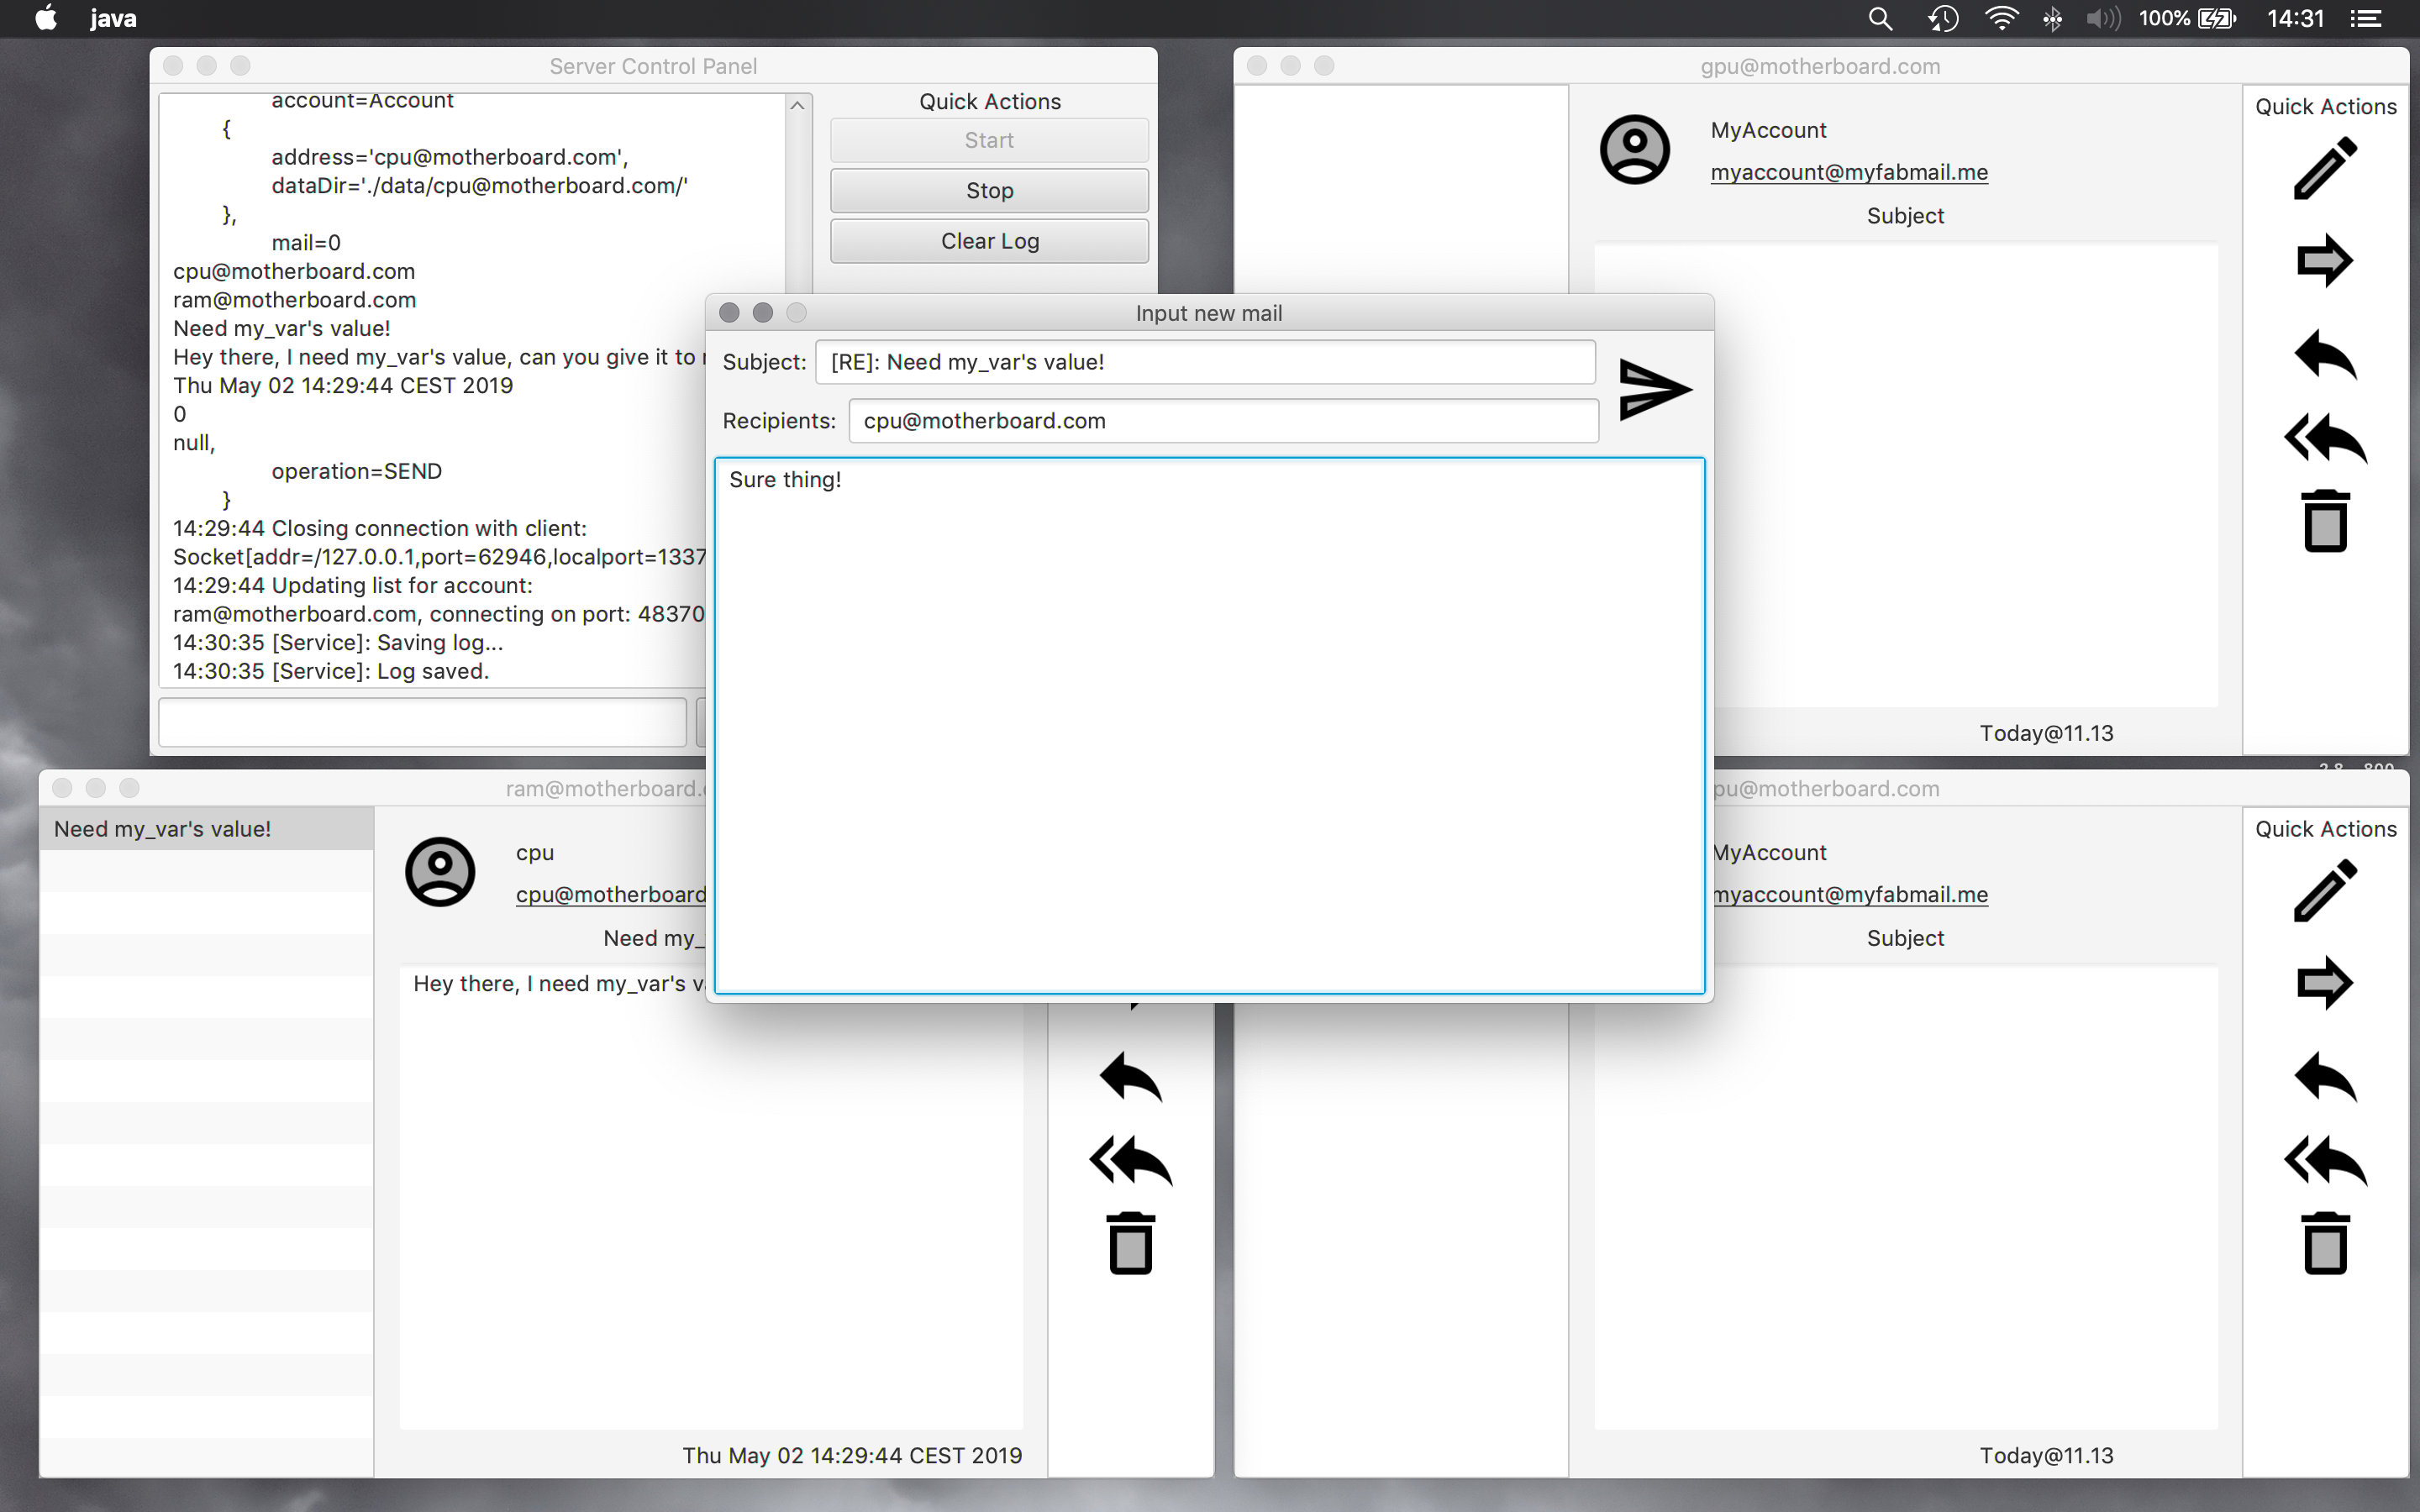 java
100%
14:31
Server Control Panel
account=Account
{
address='cpu@motherboard.com',
dataDir='./data/cpu@motherboard.com/'
},
mail=0
cpu@motherboard.com
ram@motherboard.com
Need my_var's value!
Hey there, I need my_var's value, can you give it to
Thu May 02 14:29:44 CEST 2019
0
null,
operation=SEND
}
14:29:44 Closing connection with client:
Socket[addr=/127.0.0.1,port=62946,localport=1337
14:29:44 Updating list for account:
ram@motherboard.com, connecting on port: 48370
14:30:35 [Service]: Saving log...
14:30:35 [Service]: Log saved.
Quick Actions
Start
Stop
Clear Log
gpu@motherboard.com
MyAccount
myaccount@myfabmail.me
Subject
Today@11.13
Quick Actions
Input new mail
Subject: [RE]: Need my_var's value!
Recipients: cpu@motherboard.com
Sure thing!
ram@motherboard.
Need my_var's value!
cpu
cpu@motherboard
Need my_
Hey there, I need my_var's
Thu May 02 14:29:44 CEST 2019
pu@motherboard.com
MyAccount
myaccount@myfabmail.me
Subject
Today@11.13
Quick Actions